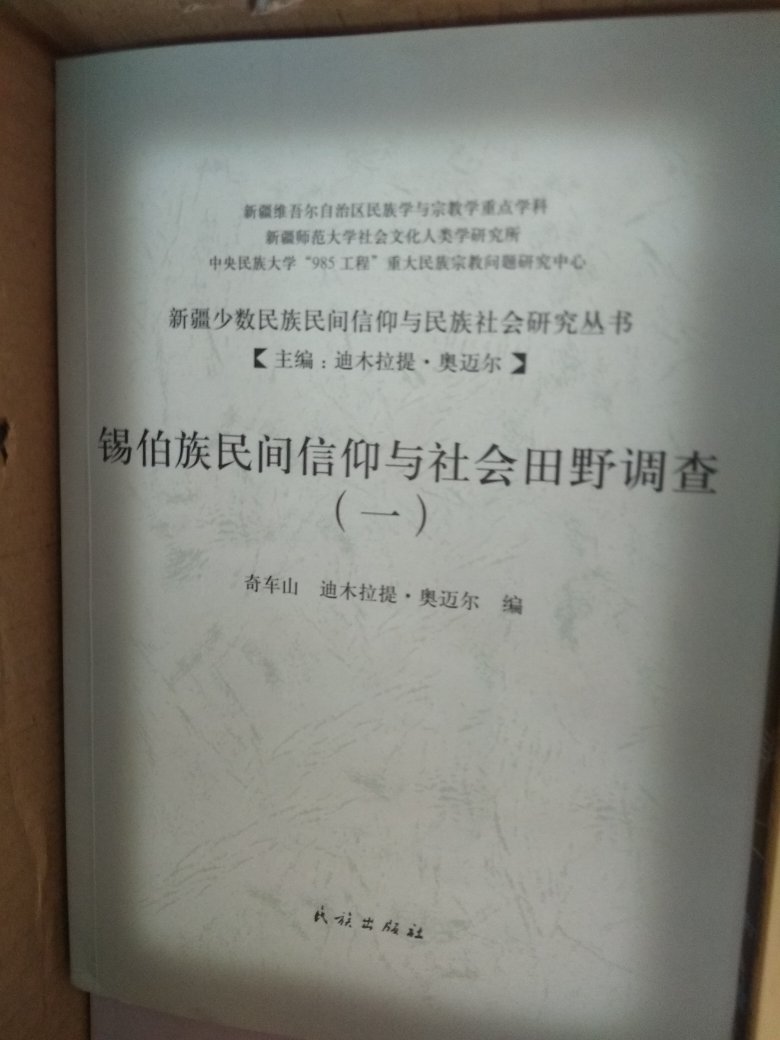 新疆维吾尔自治区民族学与宗教学重点学科
新疆师范大学社会文化人类学研究所
中央民族大学“985工程”重大民族宗教问题研究中心
新疆少数民族民间信仰与民族社会研究丛书
【主编：迪木拉提·奥迈尔】
锡伯族民间信仰与社会田野调查
（一）
奇车山 迪木拉提·奥迈尔 编
民族出版社